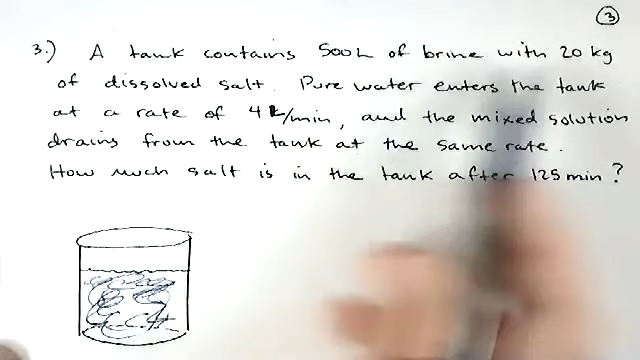 3
3.) A tank contains 500L of brine with 20 kg
of dissolved salt. Pure water enters the tank
at a rate of 4L/min, and the mixed solution
drains from the tank at the same rate.
How much salt is in the tank after 125 min?